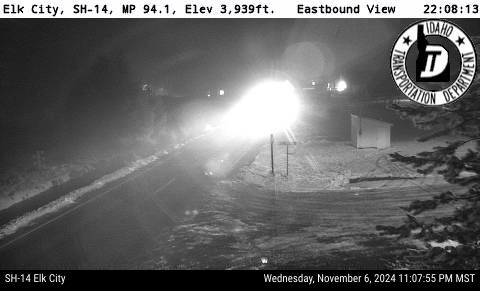 Elk City, SH-14, MP 94.1, Elev 3,939ft. Eastbound View 22:08:13
IDAHO
TRANSPORTATION DEPARTMENT
SH-14 Elk City Wednesday, November 6, 2024 11:07:55 PM MST